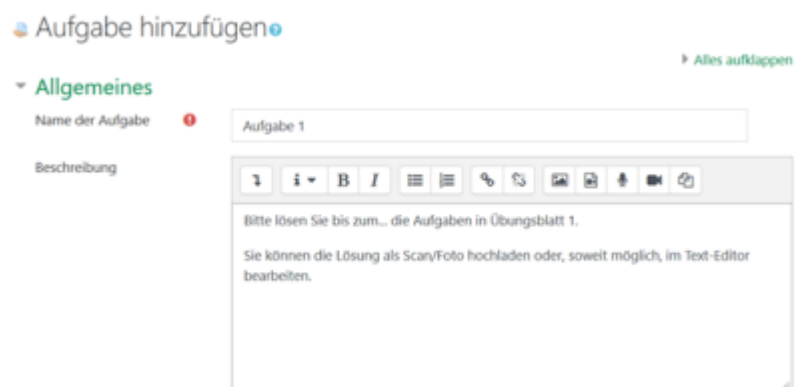 Aufgabe hinzufügen
Alles aufklappen
Allgemeines
Name der Aufgabe
Aufgabe 1
Beschreibung
i B I
Bitte lösen Sie bis zum... die Aufgaben in Übungsblatt 1.
Sie können die Lösung als Scan/Foto hochladen oder, soweit möglich, im Text-Editor
bearbeiten.